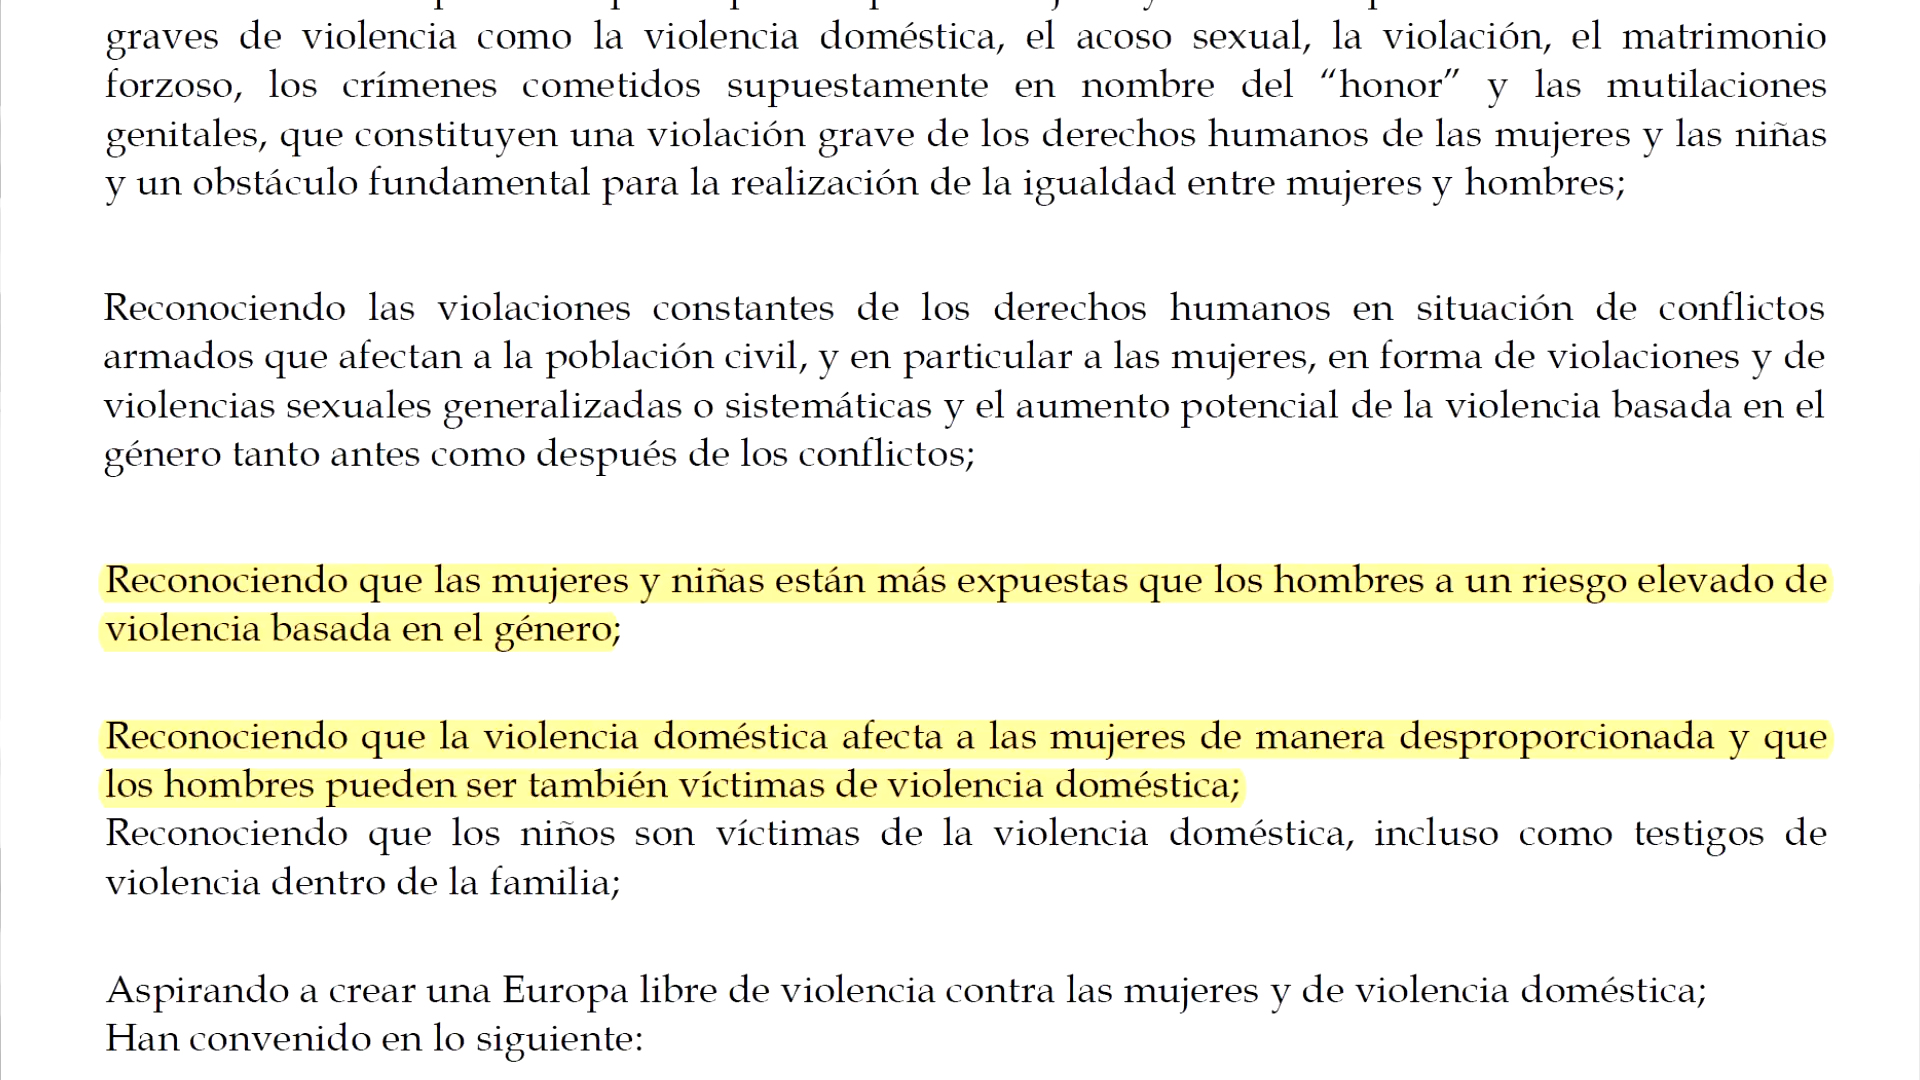 graves de violencia como la violencia doméstica, el acoso sexual, la violación, el matrimonio
forzoso, los crímenes cometidos supuestamente en nombre del “honor” y las mutilaciones
genitales, que constituyen una violación grave de los derechos humanos de las mujeres y las niñas
y un obstáculo fundamental para la realización de la igualdad entre mujeres y hombres;
Reconociendo las violaciones constantes de los derechos humanos en situación de conflictos
armados que afectan a la población civil, y en particular a las mujeres, en forma de violaciones y de
violencias sexuales generalizadas o sistemáticas y el aumento potencial de la violencia basada en el
género tanto antes como después de los conflictos;
Reconociendo que las mujeres y niñas están más expuestas que los hombres a un riesgo elevado de
violencia basada en el género;
Reconociendo que la violencia doméstica afecta a las mujeres de manera desproporcionada y que
los hombres pueden ser también víctimas de violencia doméstica;
Reconociendo que los niños son víctimas de la violencia doméstica, incluso como testigos de
violencia dentro de la familia;
Aspirando a crear una Europa libre de violencia contra las mujeres y de violencia doméstica;
Han convenido en lo siguiente: